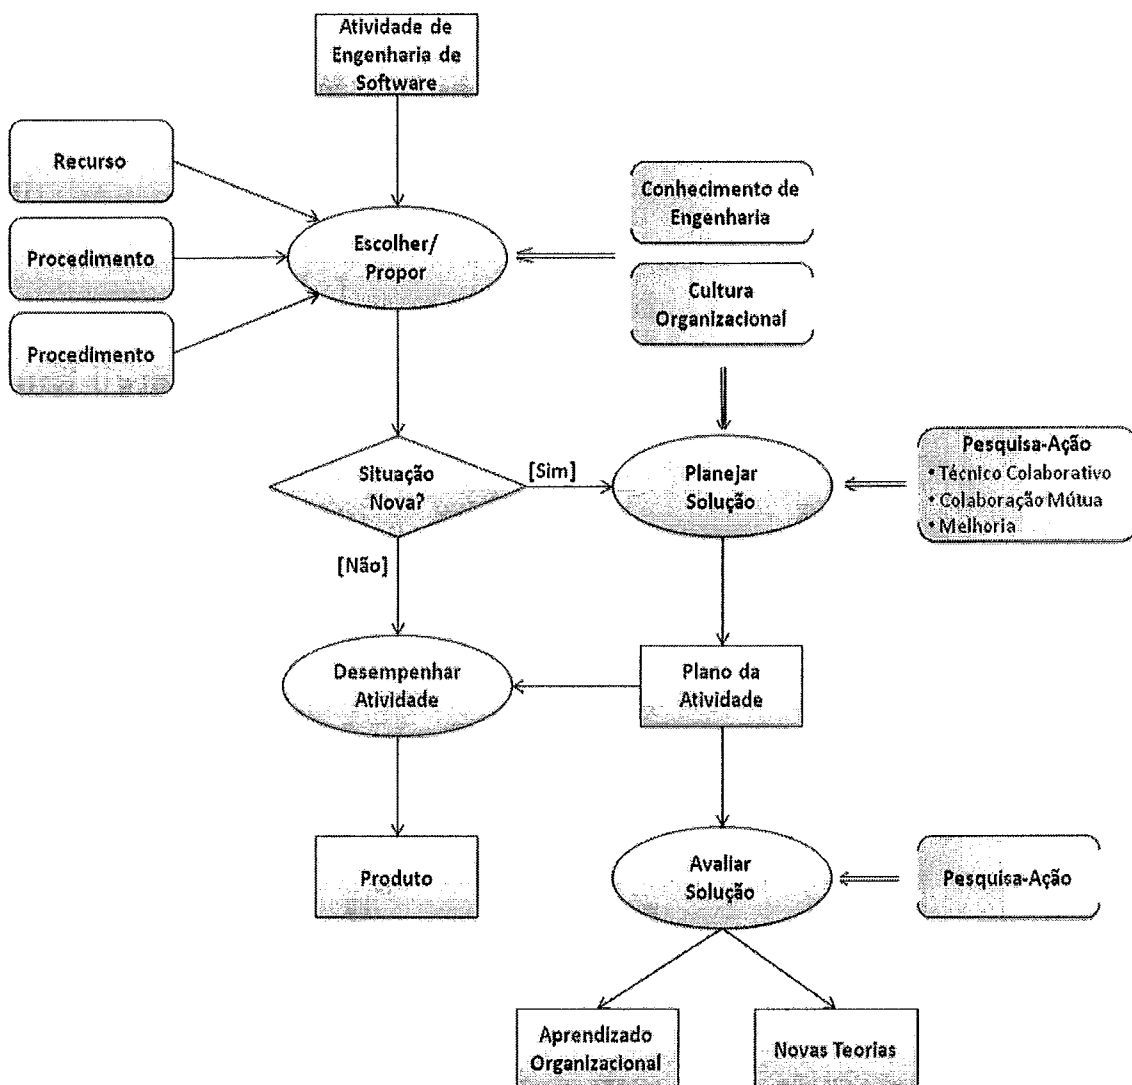 Atividade de
Engenharia de
Software
Recurso
Procedimento
Procedimento
Escolher/
Propor
Conhecimento de
Engenharia
Cultura
Organizacional
Situação
Nova?
[Sim]
[Não]
Planejar
Solução
Pesquisa-Ação
• Técnico Colaborativo
• Colaboração Mútua
• Melhoria
Desempenhar
Atividade
Plano da
Atividade
Produto
Avaliar
Solução
Pesquisa-Ação
Aprendizado
Organizacional
Novas Teorias